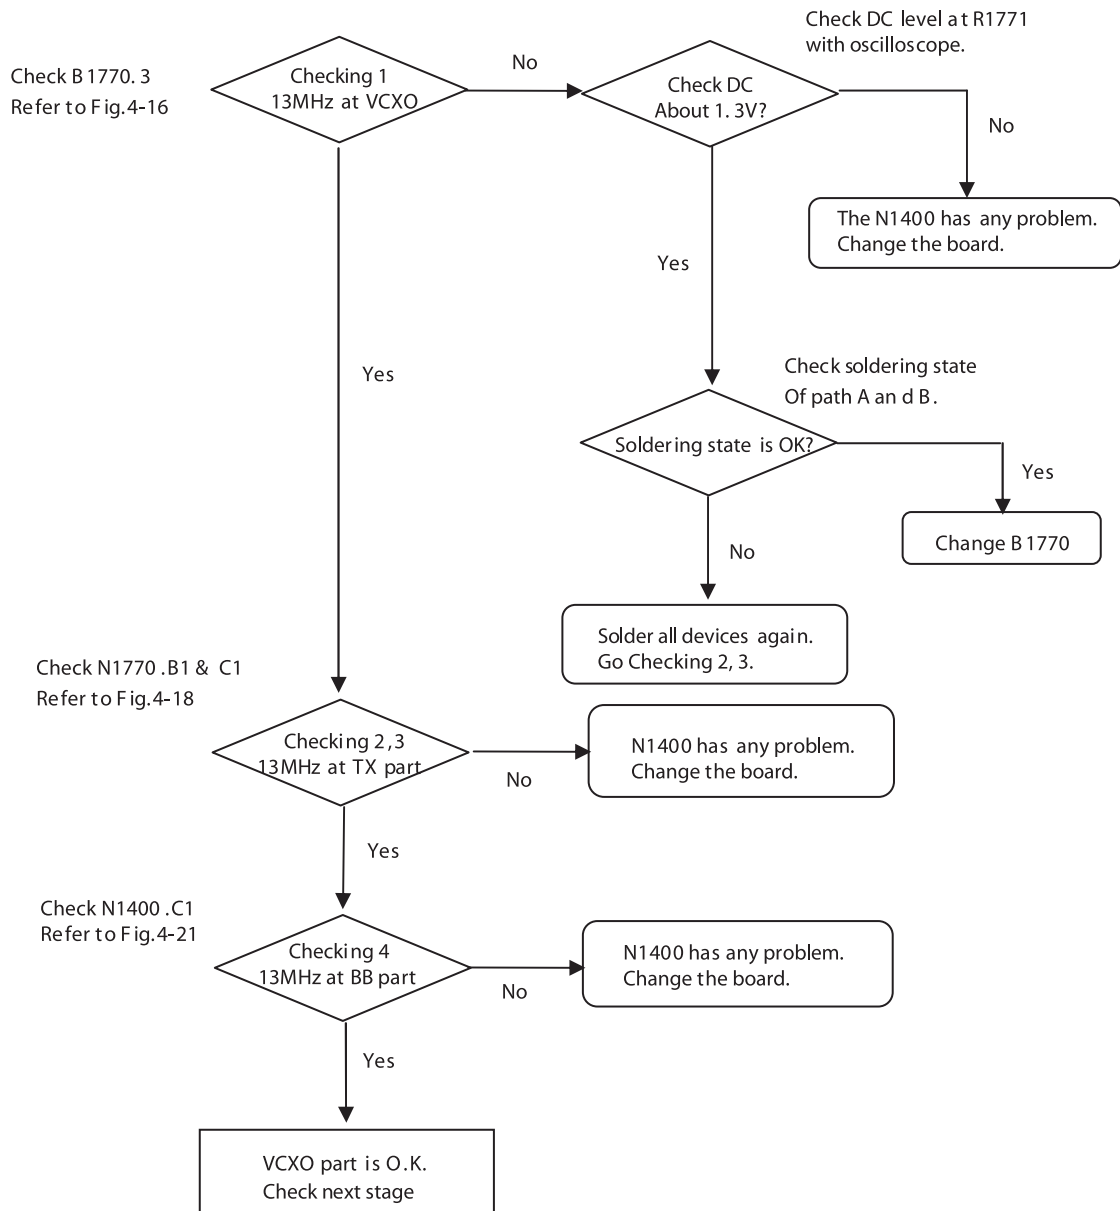 Check DC level at R1771
with oscilloscope.
Check B1770.3
Refer to Fig.4-16
Checking 1
13MHz at VCXO
No
Check DC
About 1.3V?
No
The N1400 has any problem.
Change the board.
Yes
Yes
Check soldering state
Of path A and B.
Soldering state is OK?
Yes
Change B1770
No
Solder all devices again.
Go Checking 2, 3.
Check N1770.B1 & C1
Refer to Fig.4-18
Checking 2,3
13MHz at TX part
No
N1400 has any problem.
Change the board.
Yes
Check N1400.C1
Refer to Fig.4-21
Checking 4
13MHz at BB part
No
N1400 has any problem.
Change the board.
Yes
VCXO part is O.K.
Check next stage